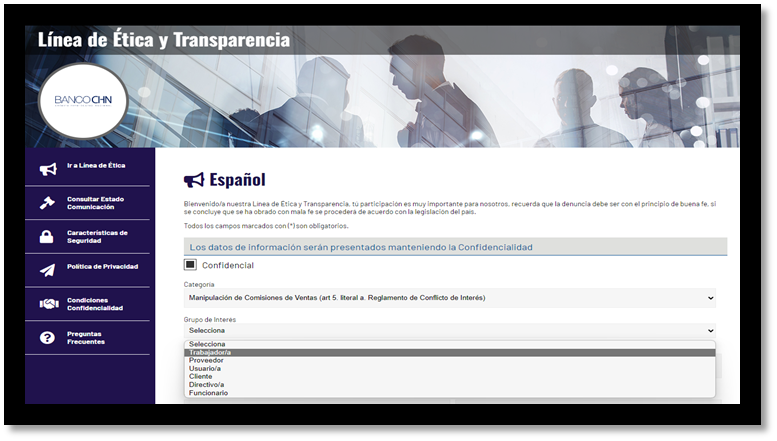 Línea de Ética y Transparencia
BANCO CHN
Ir a Línea de Ética
Consultar Estado
Comunicación
Características de
Seguridad
Política de Privacidad
Condiciones
Confidencialidad
Preguntas
Frecuentes
Español
Bienvenido/a nuestra Línea de Ética y Transparencia, tú participación es muy importante para nosotros, recuerda que la denuncia debe ser con el principio de buena fe, si
se concluye que se ha obrado con mala fe se procederá de acuerdo con la legislación del país.
Todos los campos marcados con (*) son obligatorios.
Los datos de información serán presentados manteniendo la Confidencialidad
Confidencial
Categoría
Manipulación de Comisiones de Ventas (art 5. literal a. Reglamento de Conflicto de Interés)
Grupo de Interés
Selecciona
Selecciona
Trabajador/a
Proveedor
Usuario/a
Cliente
Directivo/a
Funcionario